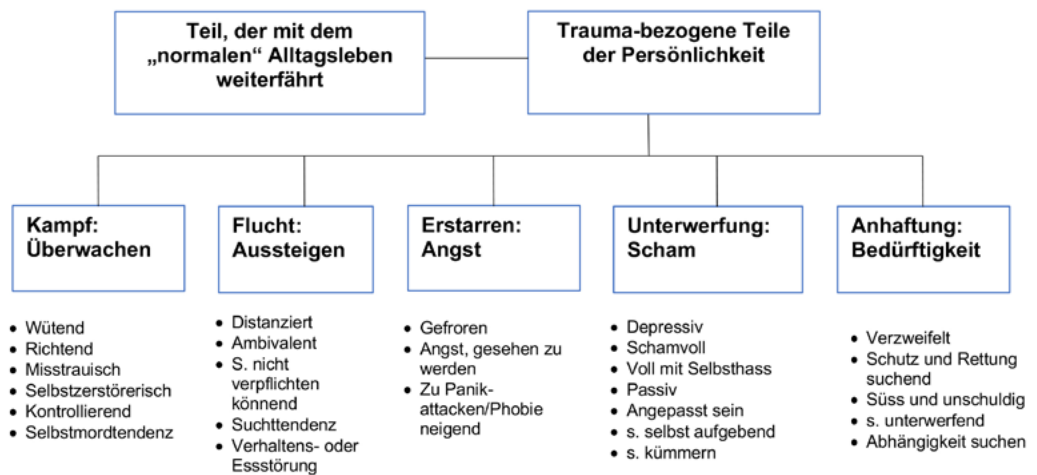 Teil, der mit dem
„normalen“ Alltagsleben
weiterfährt
Trauma-bezogene Teile
der Persönlichkeit
Kampf:
Überwachen
• Wütend
• Richtend
• Misstrauisch
• Selbstzerstörerisch
• Kontrollierend
• Selbstmordtendenz
Flucht:
Aussteigen
• Distanziert
• Ambivalent
• S. nicht
verpflichten
könnend
• Suchttendenz
• Verhaltens- oder
Essstörung
Erstarren:
Angst
• Gefroren
• Angst, gesehen zu
werden
• Zu Panik-
attacken/Phobie
neigend
Unterwerfung:
Scham
• Depressiv
• Schamvoll
• Voll mit Selbsthass
• Passiv
• Angepasst sein
• s. selbst aufgebend
• s. kümmern
Anhaftung:
Bedürftigkeit
• Verzweifelt
• Schutz und Rettung
suchend
• Süss und unschuldig
• s. unterwerfend
• Abhängigkeit suchen